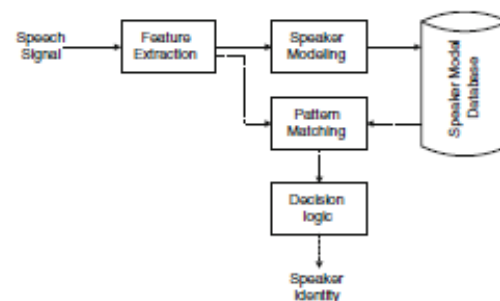 Speech
Signal
Feature
Extraction
Speaker
Modeling
Speaker Model
Database
Pattern
Matching
Decision
logic
Speaker
Identity